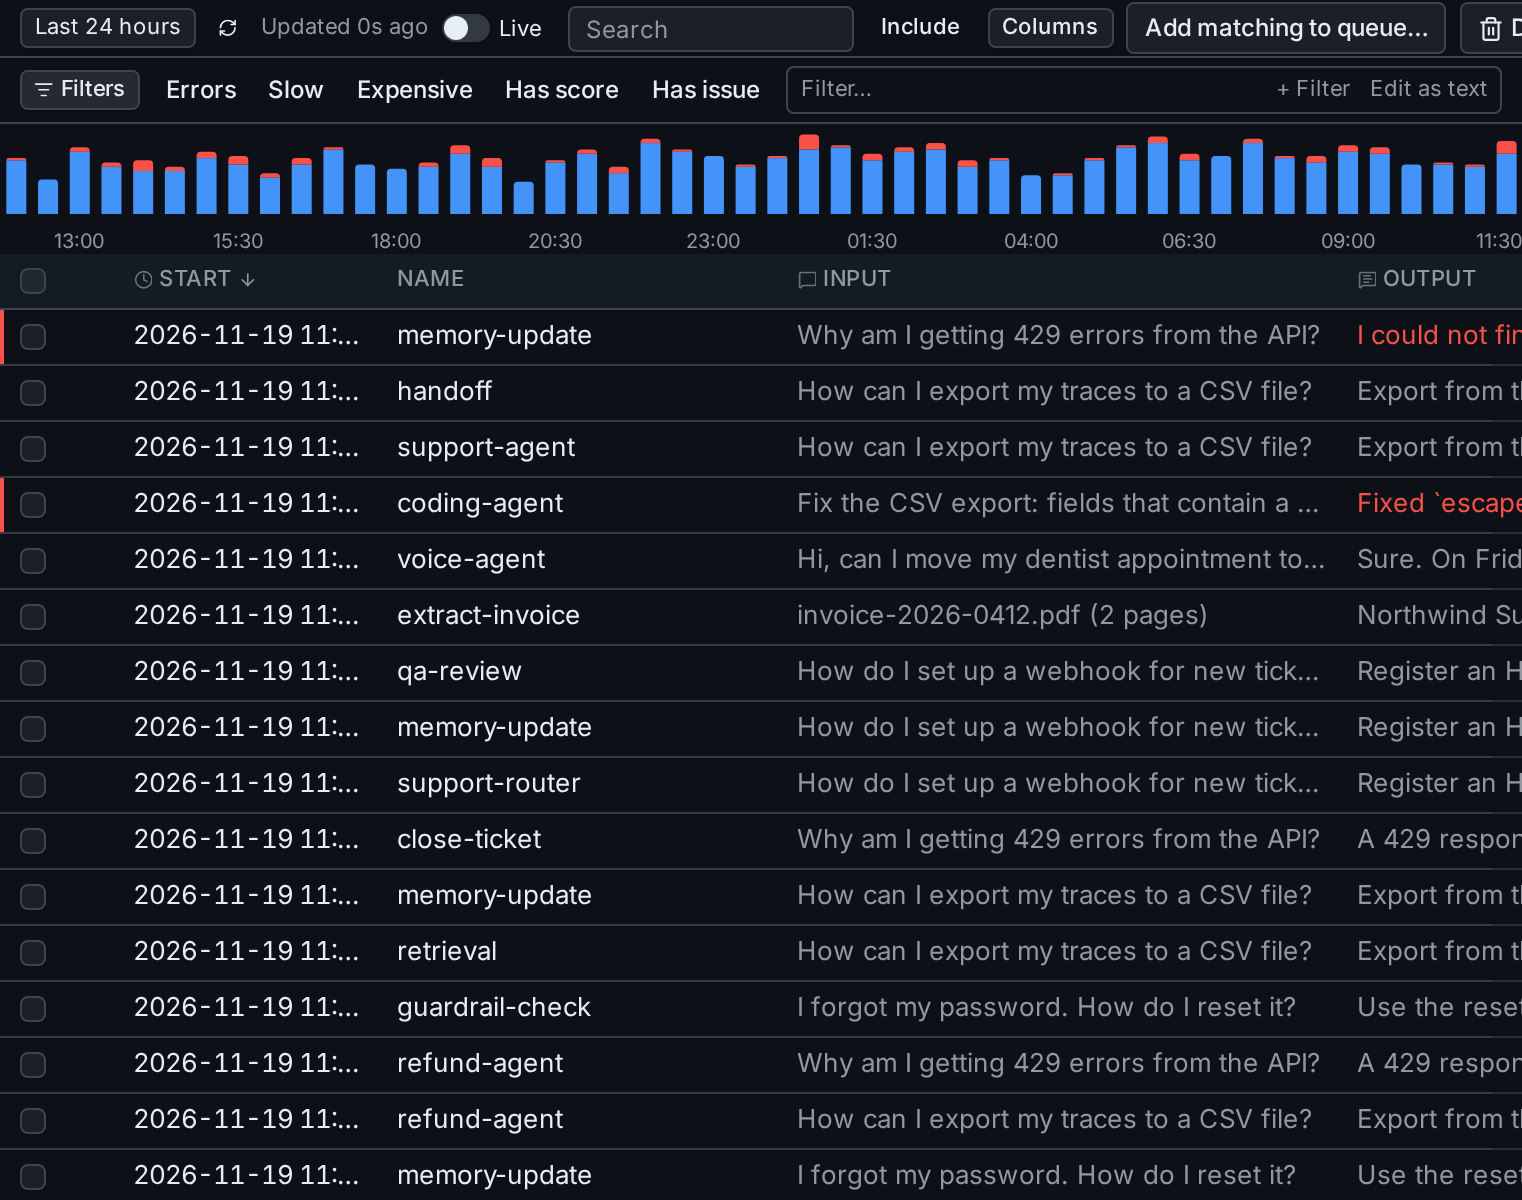 Last 24 hours Updated 0s ago Live Search Include Columns Add matching to queue...
Filters Errors Slow Expensive Has score Has issue Filter... + Filter Edit as text
13:00 15:30 18:00 20:30 23:00 01:30 04:00 06:30 09:00 11:30
START ↓ NAME INPUT OUTPUT
2026-11-19 11:... memory-update Why am I getting 429 errors from the API? I could not
2026-11-19 11:... handoff How can I export my traces to a CSV file? Export from
2026-11-19 11:... support-agent How can I export my traces to a CSV file? Export from
2026-11-19 11:... coding-agent Fix the CSV export: fields that contain a ... Fixed
2026-11-19 11:... voice-agent Hi, can I move my dentist appointment to... Sure. On
2026-11-19 11:... extract-invoice invoice-2026-0412.pdf (2 pages) Northwind
2026-11-19 11:... qa-review How do I set up a webhook for new tick... Register an
2026-11-19 11:... memory-update How do I set up a webhook for new tick... Register an
2026-11-19 11:... support-router How do I set up a webhook for new tick... Register an
2026-11-19 11:... close-ticket Why am I getting 429 errors from the API? A 429
2026-11-19 11:... memory-update How can I export my traces to a CSV file? Export from
2026-11-19 11:... retrieval How can I export my traces to a CSV file? Export from
2026-11-19 11:... guardrail-check I forgot my password. How do I reset it? Use the
2026-11-19 11:... refund-agent Why am I getting 429 errors from the API? A 429
2026-11-19 11:... refund-agent How can I export my traces to a CSV file? Export from
2026-11-19 11:... memory-update I forgot my password. How do I reset it? Use the